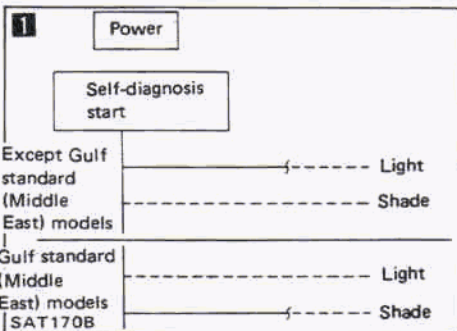 1
Power
Self-diagnosis
start
Except Gulf
standard
(Middle
East) models
Light
Shade
Gulf standard
(Middle
East) models
SAT170B
Light
Shade